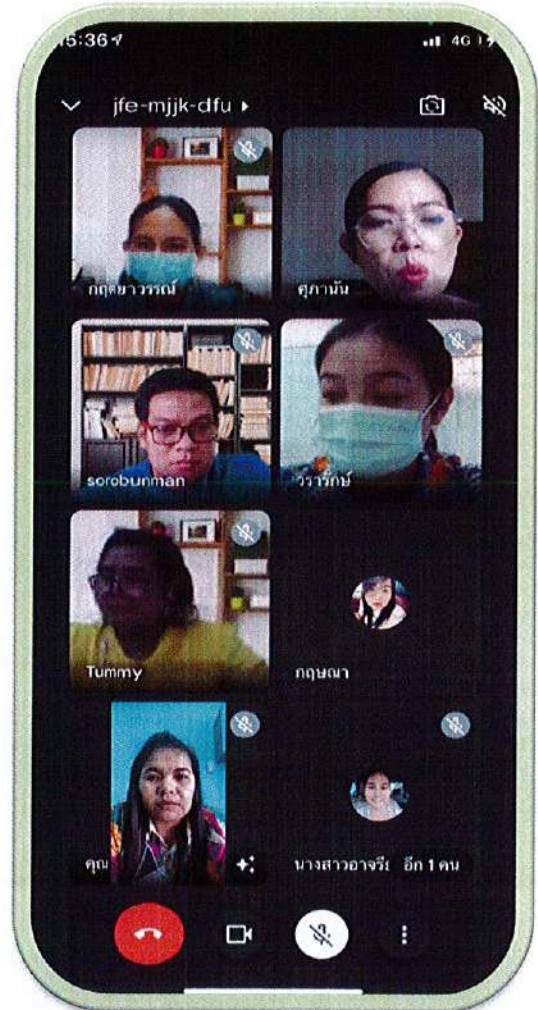 15:36
4G
jfe-mjjk-dfu
กฤตยาวรรณ์
ศุภานัน
sorobunman
วรารักษ์
Tummy
กฤษณา
คุณ
นางสาวอาจรีย์ อีก 1 คน